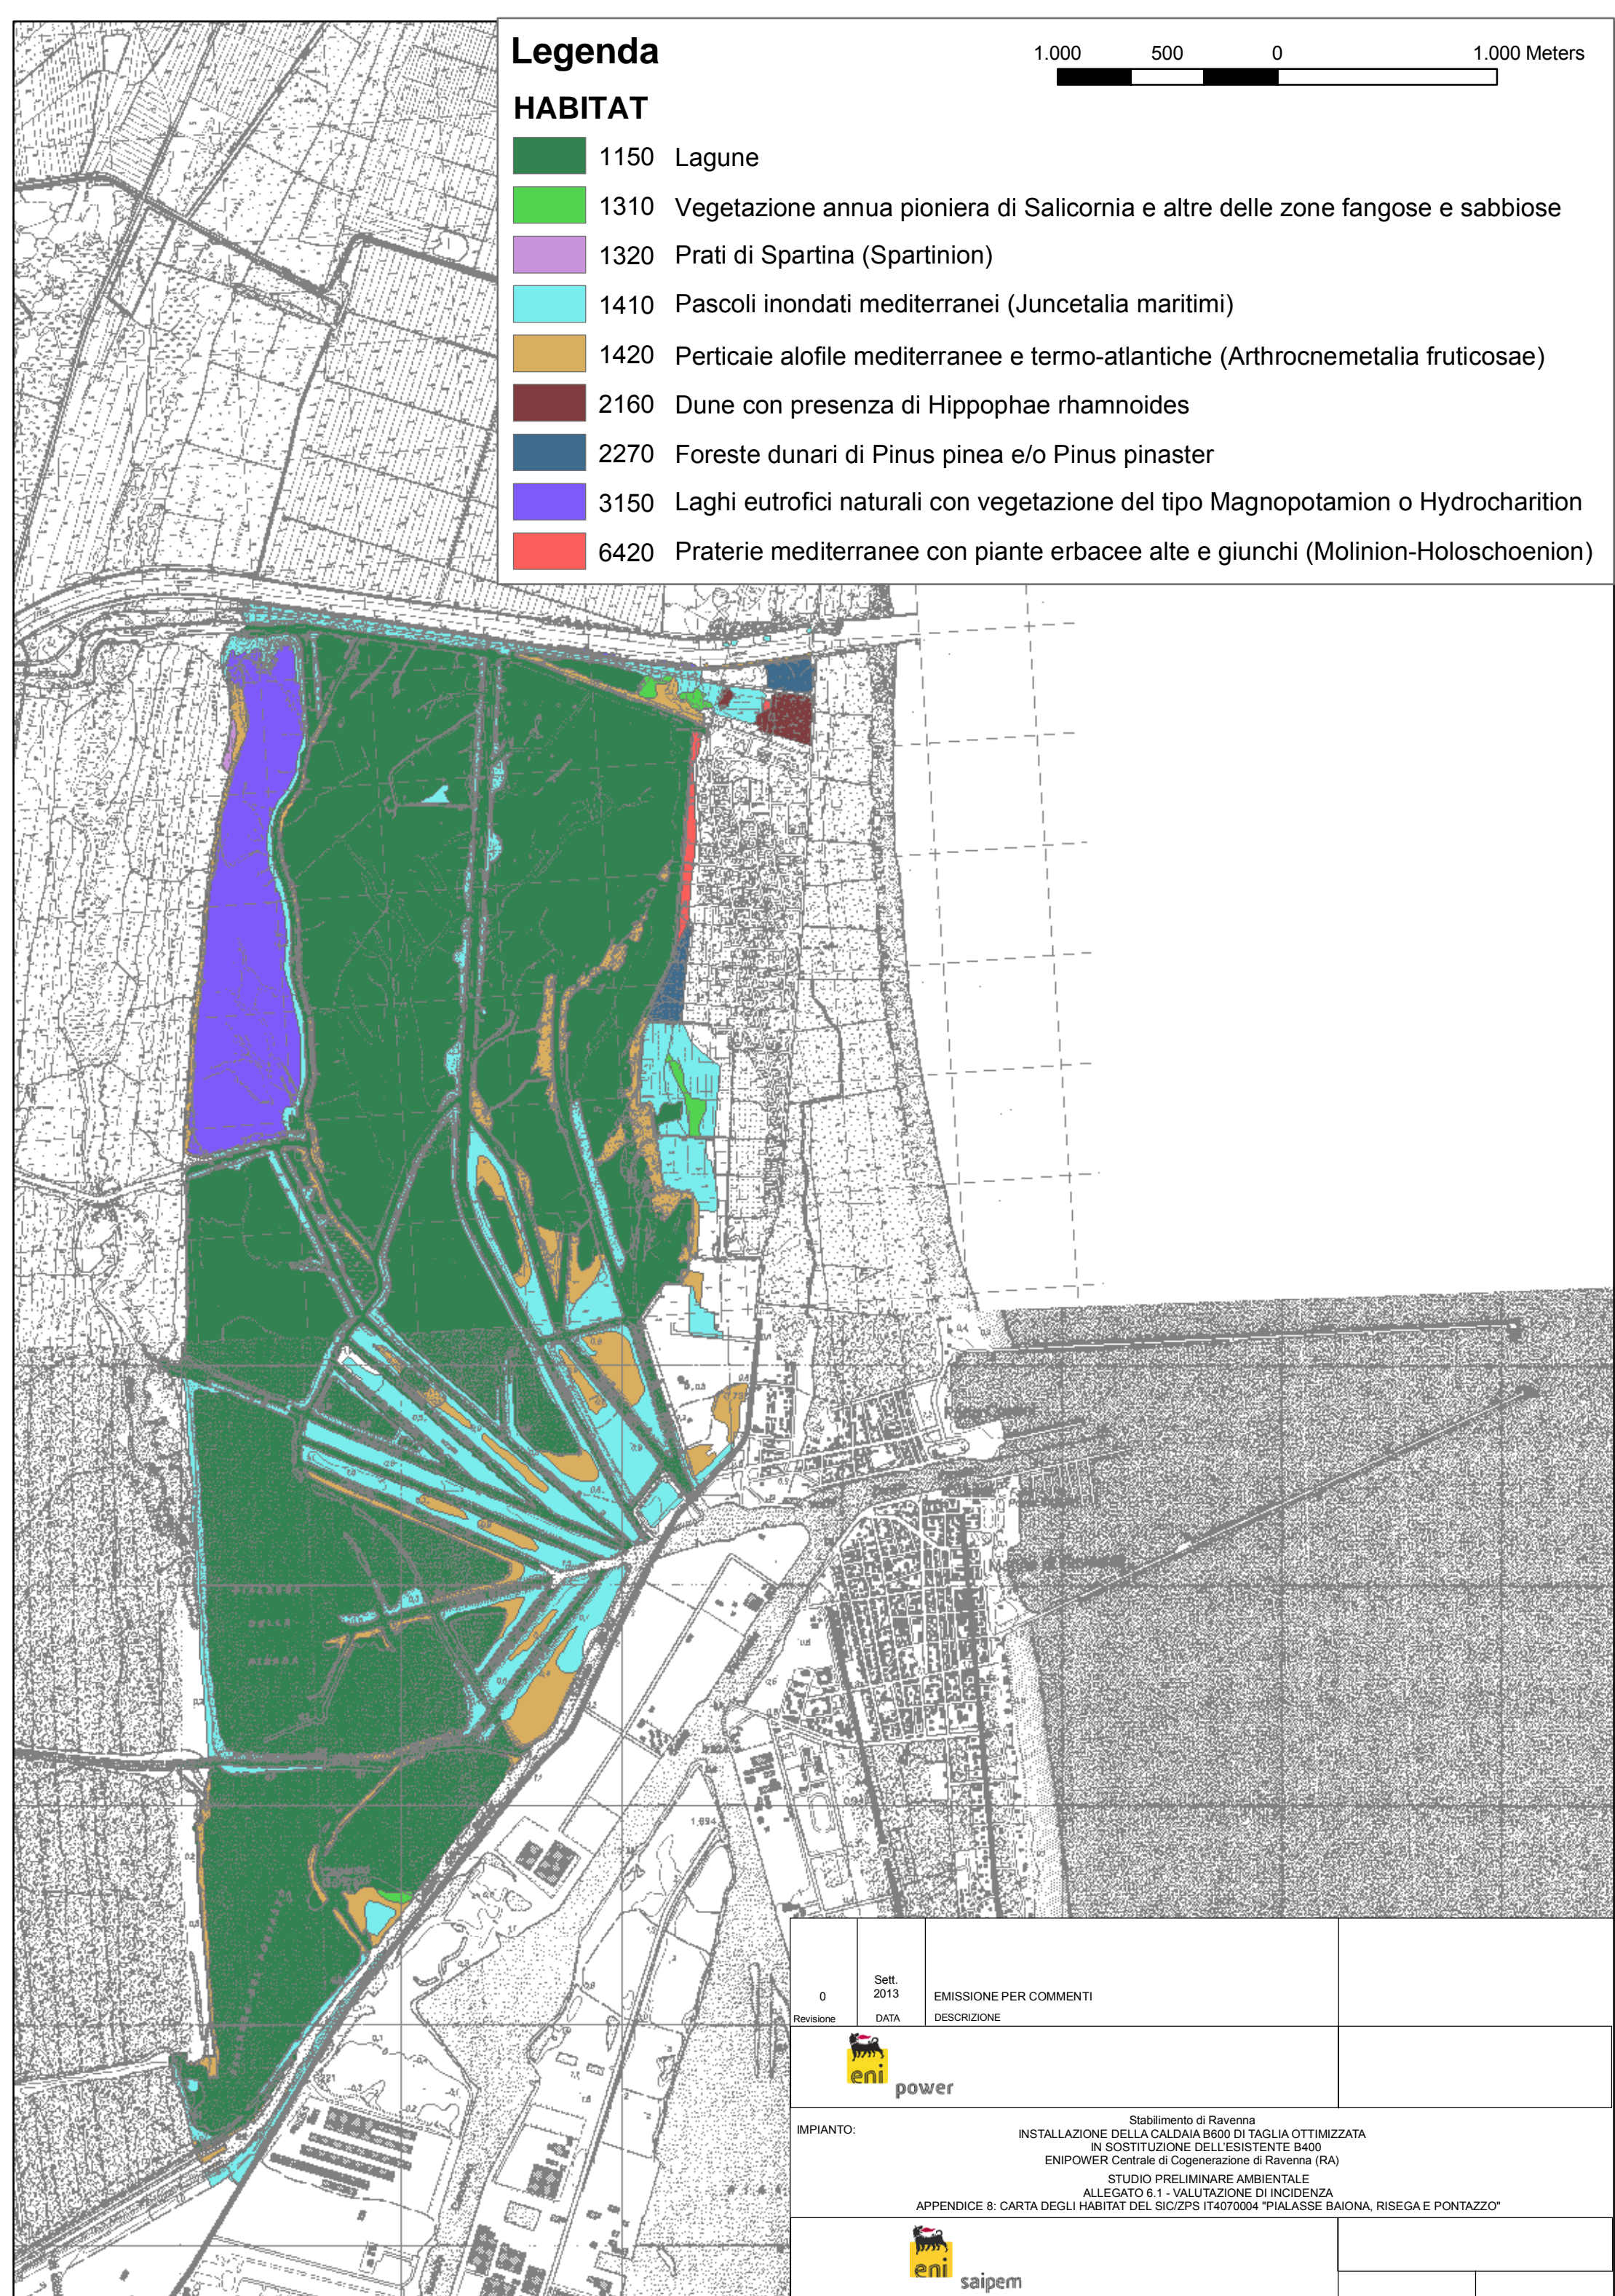 Legenda
1.000 500 0 1.000 Meters
HABITAT
1150 Lagune
1310 Vegetazione annua pioniera di Salicornia e altre delle zone fangose e sabbiose
1320 Prati di Spartina (Spartinion)
1410 Pascoli inondati mediterranei (Juncetalia maritimi)
1420 Perticaie alofile mediterranee e termo-atlantiche (Arthrocnemetalia fruticosae)
2160 Dune con presenza di Hippophae rhamnoides
2270 Foreste dunari di Pinus pinea e/o Pinus pinaster
3150 Laghi eutrofici naturali con vegetazione del tipo Magnopotamion o Hydrocharition
6420 Praterie mediterranee con piante erbacee alte e giunchi (Molinion-Holoschoenion)
DELLA
1,694
0 Sett. 2013 EMISSIONE PER COMMENTI
Revisione DATA DESCRIZIONE
eni power
IMPIANTO:
Stabilimento di Ravenna
INSTALLAZIONE DELLA CALDAIA B600 DI TAGLIA OTTIMIZZATA
IN SOSTITUZIONE DELL'ESISTENTE B400
ENIPOWER Centrale di Cogenerazione di Ravenna (RA)
STUDIO PRELIMINARE AMBIENTALE
ALLEGATO 6.1 - VALUTAZIONE DI INCIDENZA
APPENDICE 8: CARTA DEGLI HABITAT DEL SIC/ZPS IT4070004 "PIALASSE BAIONA, RISEGA E PONTAZZO"
eni saipem